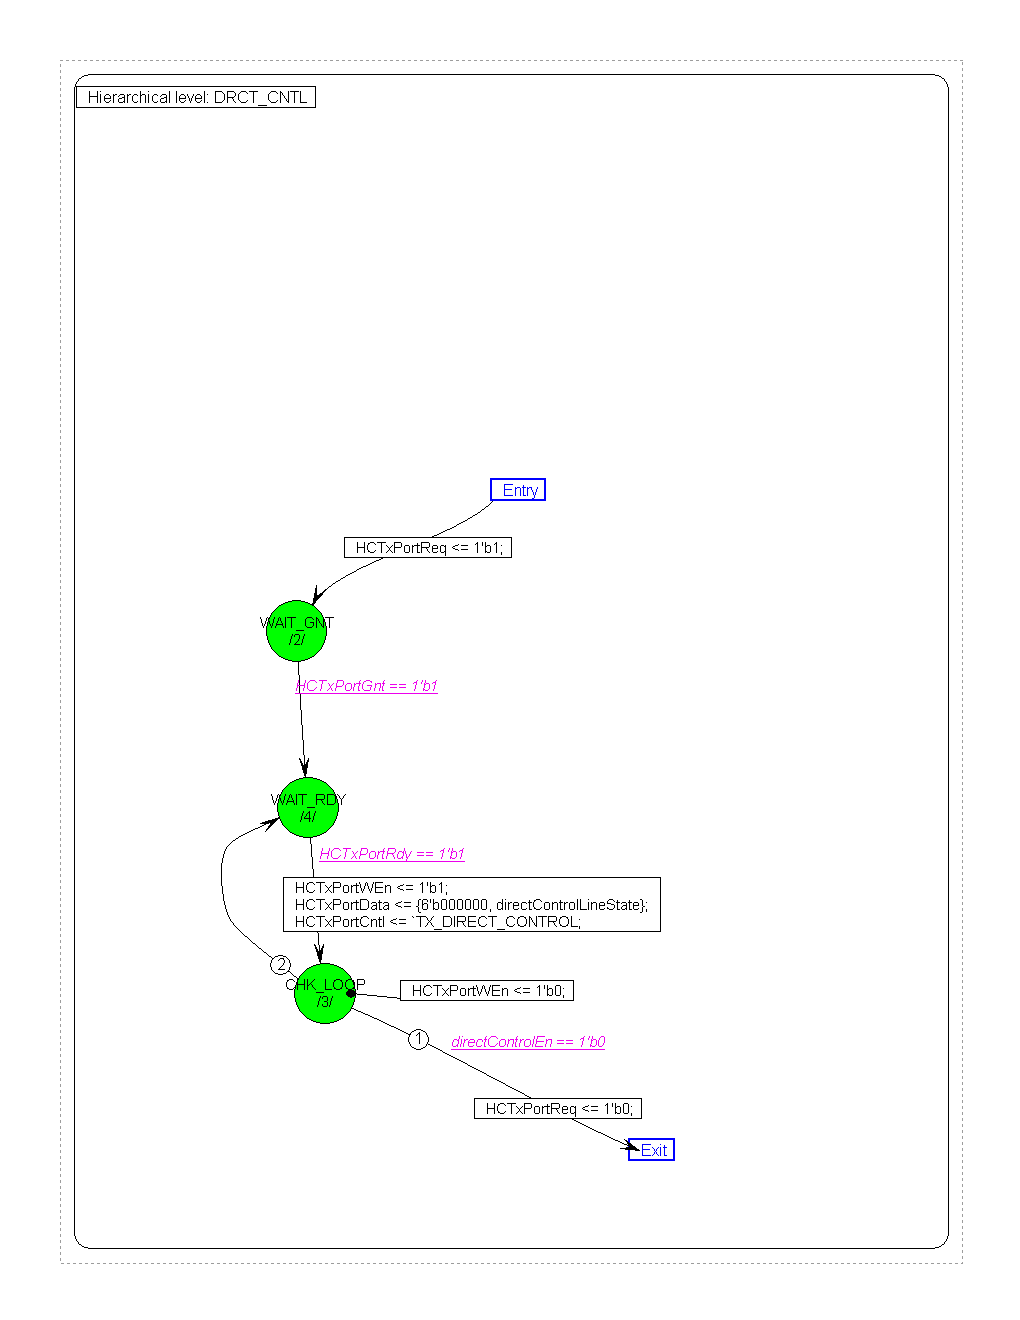 Hierarchical level: DRCT_CNTL
Entry
HCTxPortReq <= 1'b1;
WAIT_GNT
/2/
HCTxPortGnt == 1'b1
WAIT_RDY
/4/
HCTxPortRdy == 1'b1
HCTxPortWEn <= 1'b1;
HCTxPortData <= {6'b000000, directControlLineState};
HCTxPortCntl <= `TX_DIRECT_CONTROL;
2
CHK_LOOP
/3/
HCTxPortWEn <= 1'b0;
1
directControlEn == 1'b0
HCTxPortReq <= 1'b0;
Exit